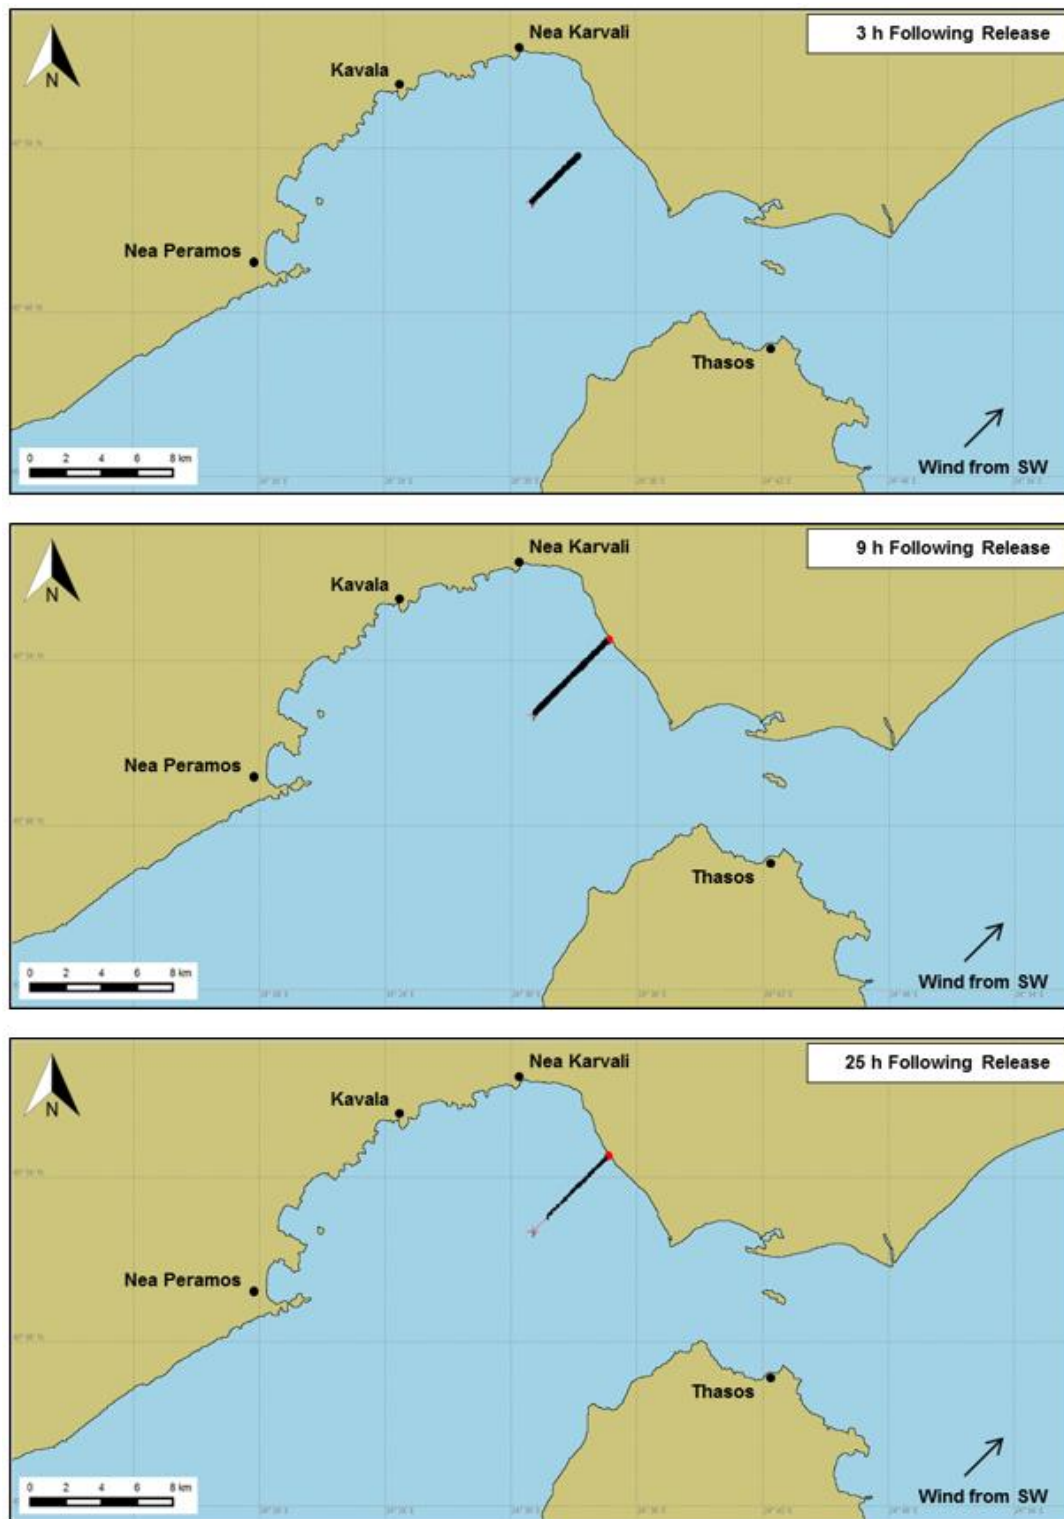 3 h Following Release
Nea Karvali
Kavala
N
Nea Peramos
Thasos
0 2 4 6 8 km
Wind from SW
9 h Following Release
Nea Karvali
Kavala
N
Nea Peramos
Thasos
0 2 4 6 8 km
Wind from SW
25 h Following Release
Nea Karvali
Kavala
N
Nea Peramos
Thasos
0 2 4 6 8 km
Wind from SW